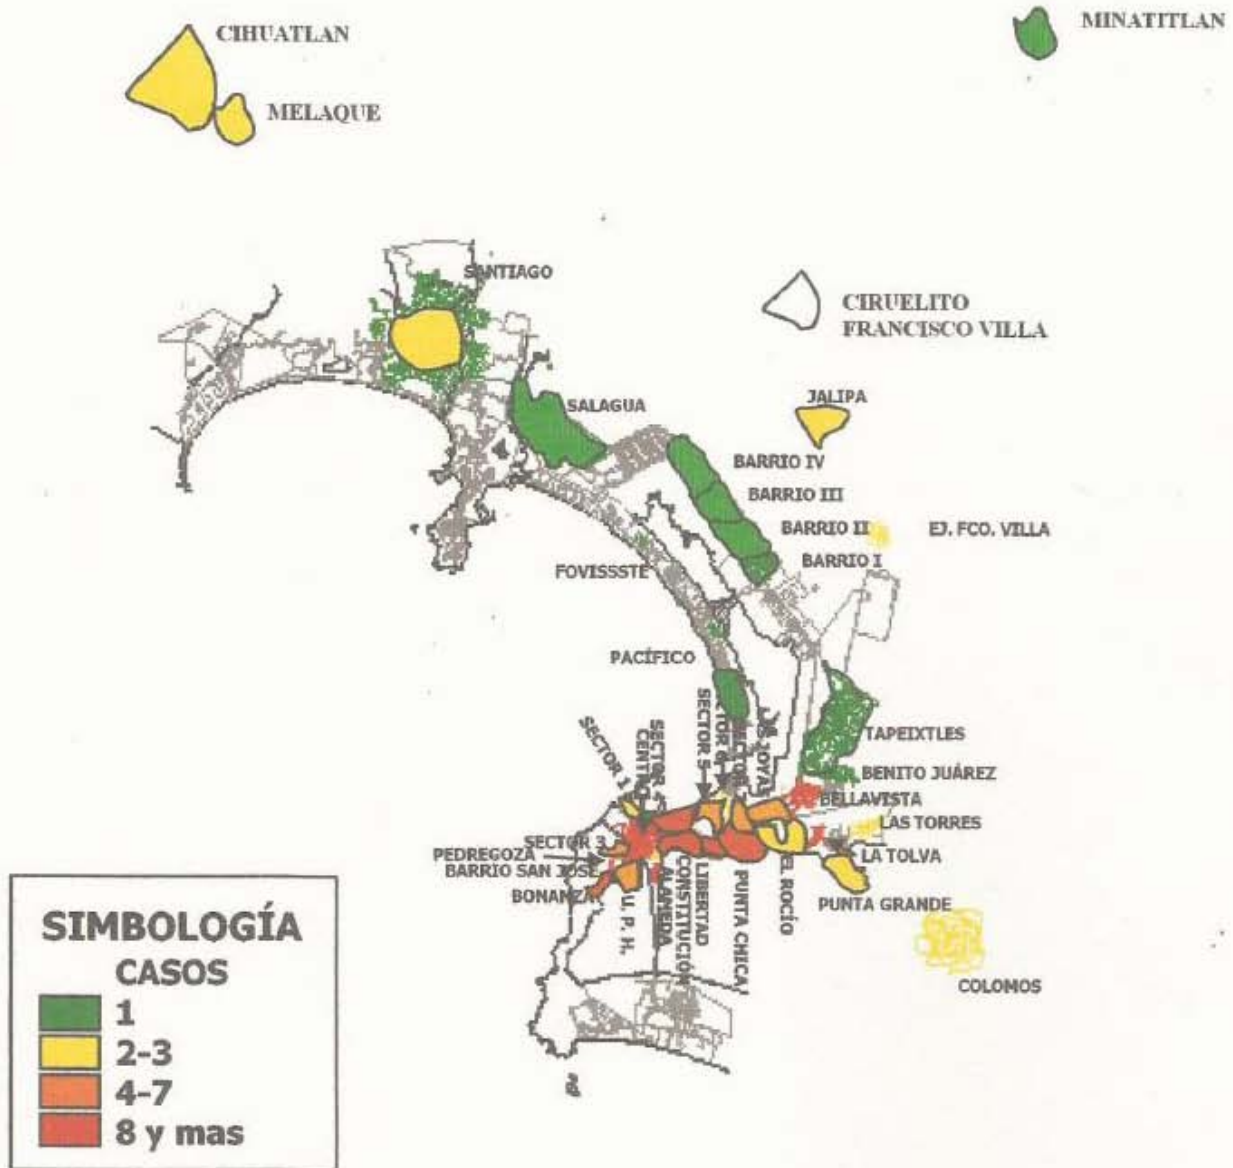 CIHUATLAN
MELAQUE
MINATITLAN
SANTIAGO
CIRUELITO
FRANCISCO VILLA
JALIPA
SALAGUA
BARRIO IV
BARRIO III
BARRIO II
EJ. FCO. VILLA
BARRIO I
FOVISSSTE
PACÍFICO
SECTOR 1
CENTRO
SECTOR 4
SECTOR 5
LAS JOYAS
TAPEIXTLES
BENITO JUÁREZ
BELLAVISTA
LAS TORRES
LA TOLVA
PUNTA GRANDE
SECTOR 3
PEDREGOZA
BARRIO SAN JOSE
BONANZA
U. P. H.
ALAMEDA
CONSTITUCIÓN
LIBERTAD
PUNTA CHICA
EL ROCÍO
COLOMOS
SIMBOLOGÍA
CASOS
1
2-3
4-7
8 y mas